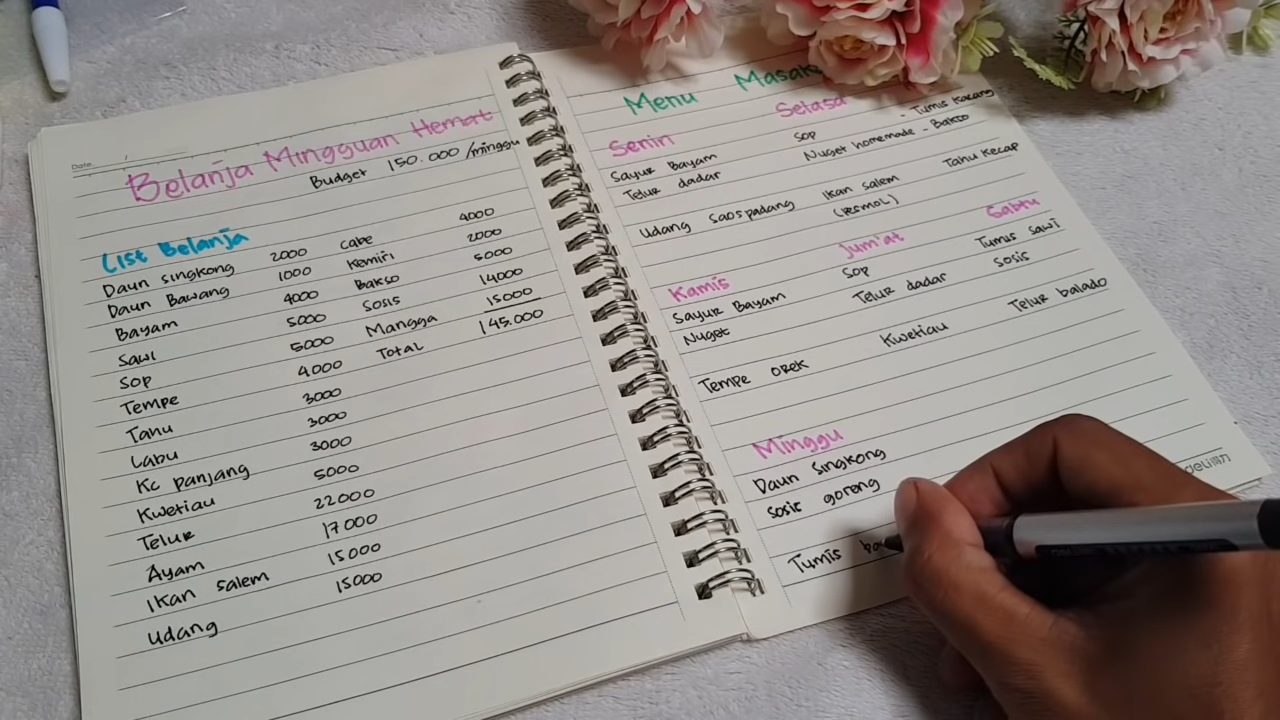 Date. /
Belanja Mingguan Hemat
Budget 150.000 /minggu
List Belanja
Daun singkong 2000 cabe 4000
Daun Bawang 1000 Kemiri 2000
Bayam 4000 Bakso 5000
Sawi 5000 Sosis 14000
Sop 5000 Mangga 15000
Tempe 4000 Total 145.000
Tahu 3000
Labu 3000
Kc panjang 3000
Kwetiau 5000
Telur 22000
Ayam 17000
Ikan salem 15000
Udang 15000
Menu
Senin Selasa
Sayur Bayam Sop - Tumis Kacang
Telur dadar Nuget homemade - Bakso
Udang Saospadang Ikan salem Tahu Kecap
(Pesmol)
Kamis Jum'at Sabtu
Sayur Bayam Sop Tumis sawi
Nuget Telur dadar Sosis
Tempe orek Kwetiau Telur balado
Minggu
Daun Singkong
Sosis goreng
Tumis